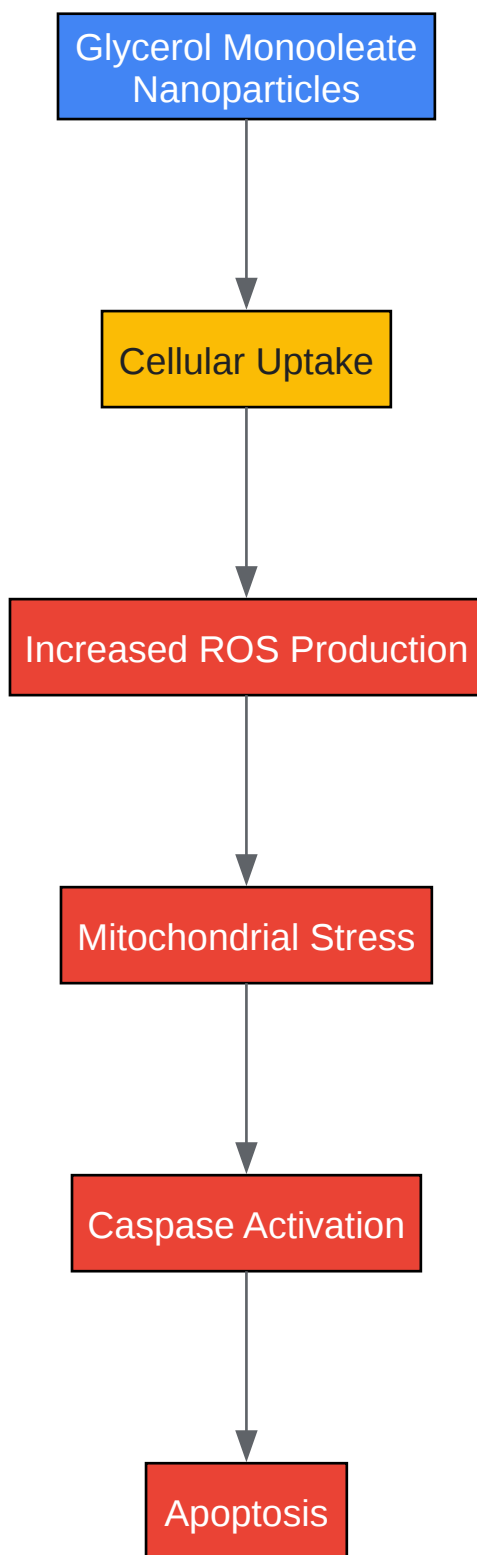 Glycerol Monooleate
Nanoparticles
Cellular Uptake
Increased ROS Production
Mitochondrial Stress
Caspase Activation
Apoptosis